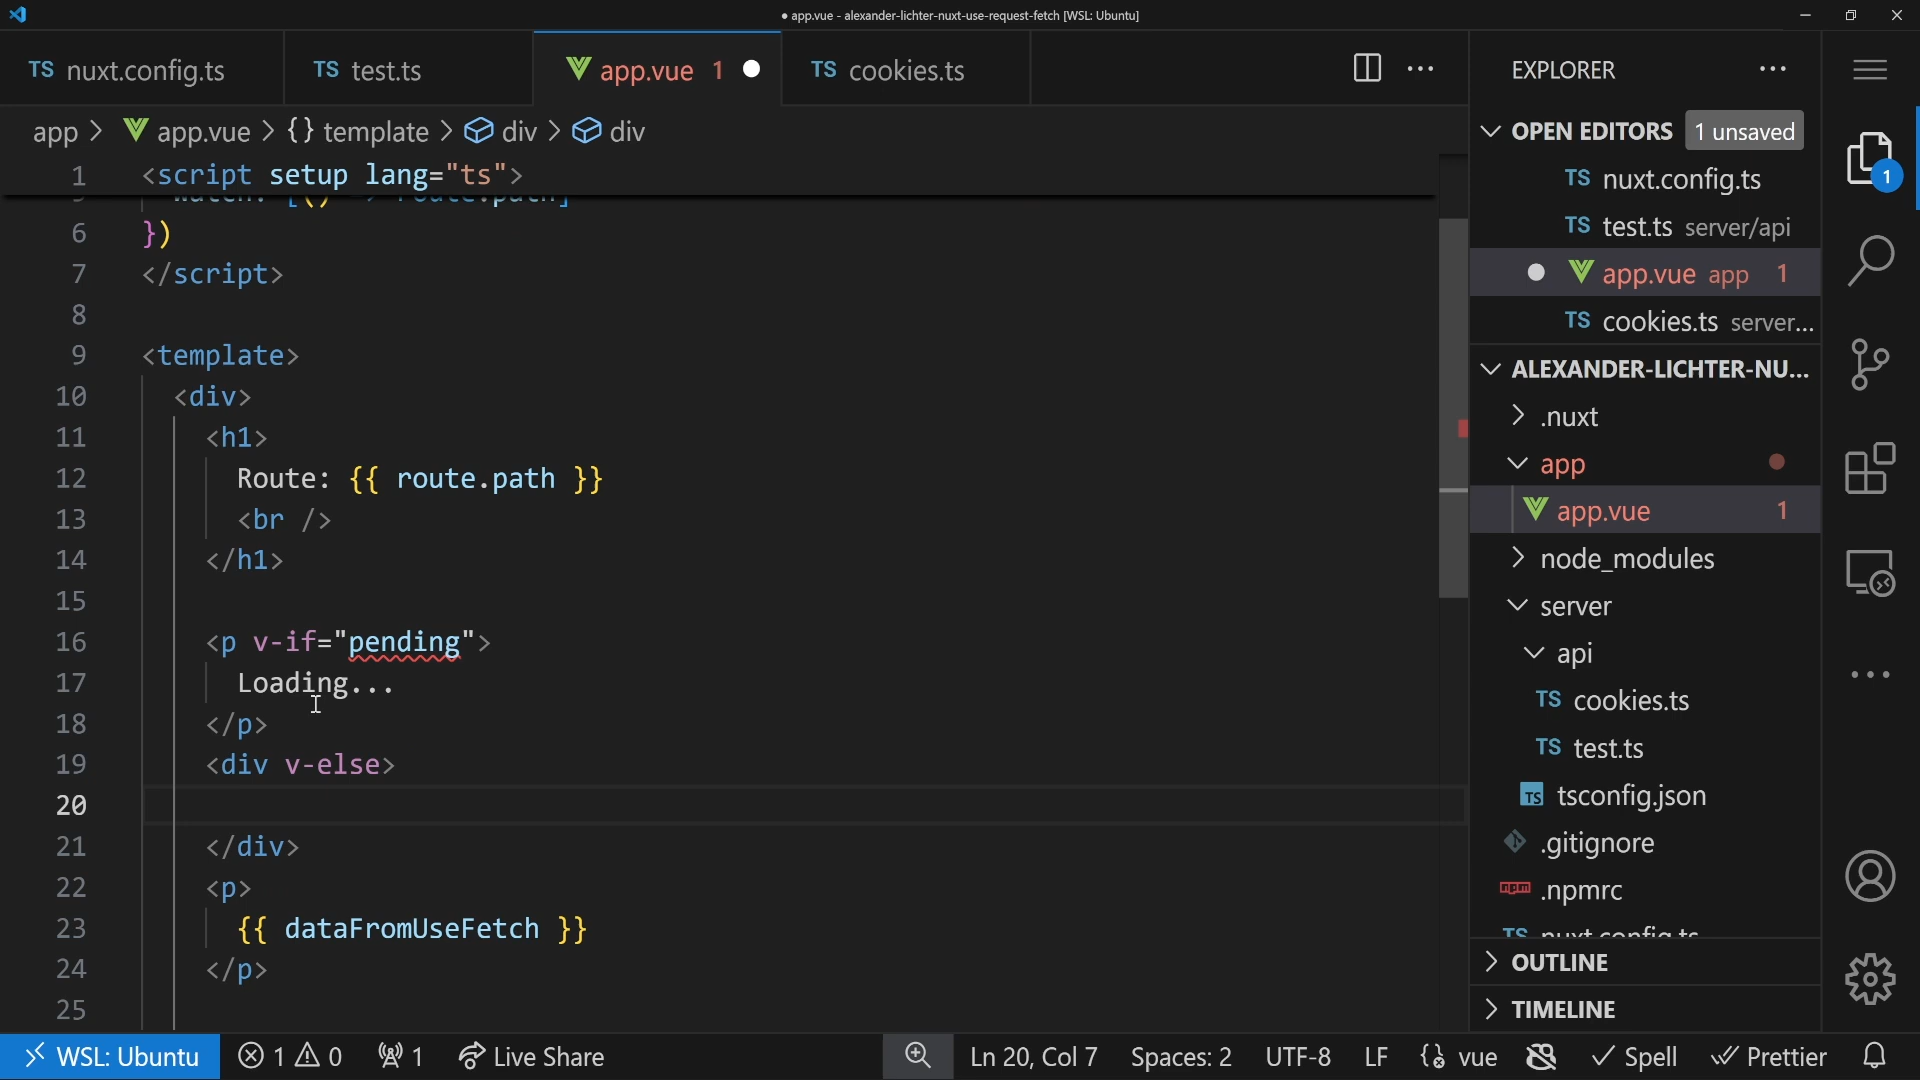 ● app.vue - alexander-lichter-nuxt-use-request-fetch [WSL: Ubuntu]
TS nuxt.config.ts
TS test.ts
app.vue 1
TS cookies.ts
app > app.vue > {} template > div > div
1 <script setup lang="ts">
6 })
7 </script>
8
9 <template>
10 <div>
11 <h1>
12 Route: {{ route.path }}
13 <br />
14 </h1>
15
16 <p v-if="pending">
17 Loading...
18 </p>
19 <div v-else>
20
21 </div>
22 <p>
23 {{ dataFromUseFetch }}
24 </p>
25
EXPLORER
OPEN EDITORS 1 unsaved
TS nuxt.config.ts
TS test.ts server/api
app.vue app 1
TS cookies.ts server...
ALEXANDER-LICHTER-NU...
.nuxt
app
app.vue 1
node_modules
server
api
TS cookies.ts
TS test.ts
TS tsconfig.json
.gitignore
.npmrc
TS nuxt.config.ts
OUTLINE
TIMELINE
1
WSL: Ubuntu
1 0
1
Live Share
Ln 20, Col 7
Spaces: 2
UTF-8
LF
vue
Spell
Prettier